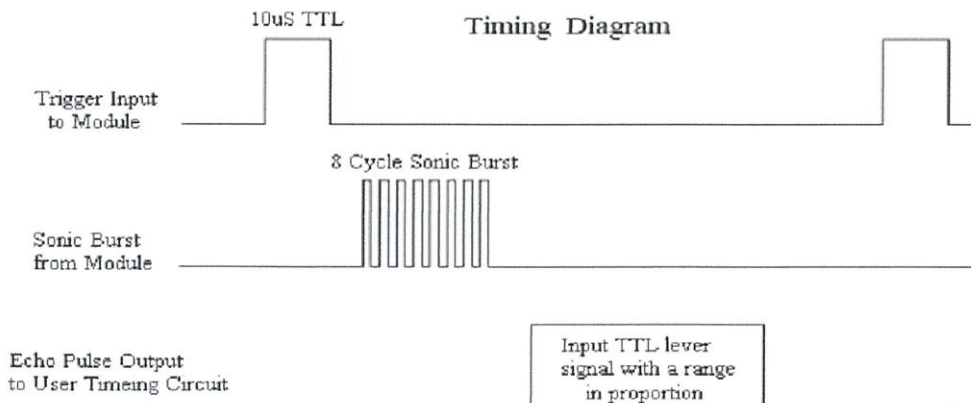 10uS TTL
Timing Diagram
Trigger Input
to Module
8 Cycle Sonic Burst
Sonic Burst
from Module
Echo Pulse Output
to User Timeing Circuit
Input TTL lever
signal with a range
in proportion